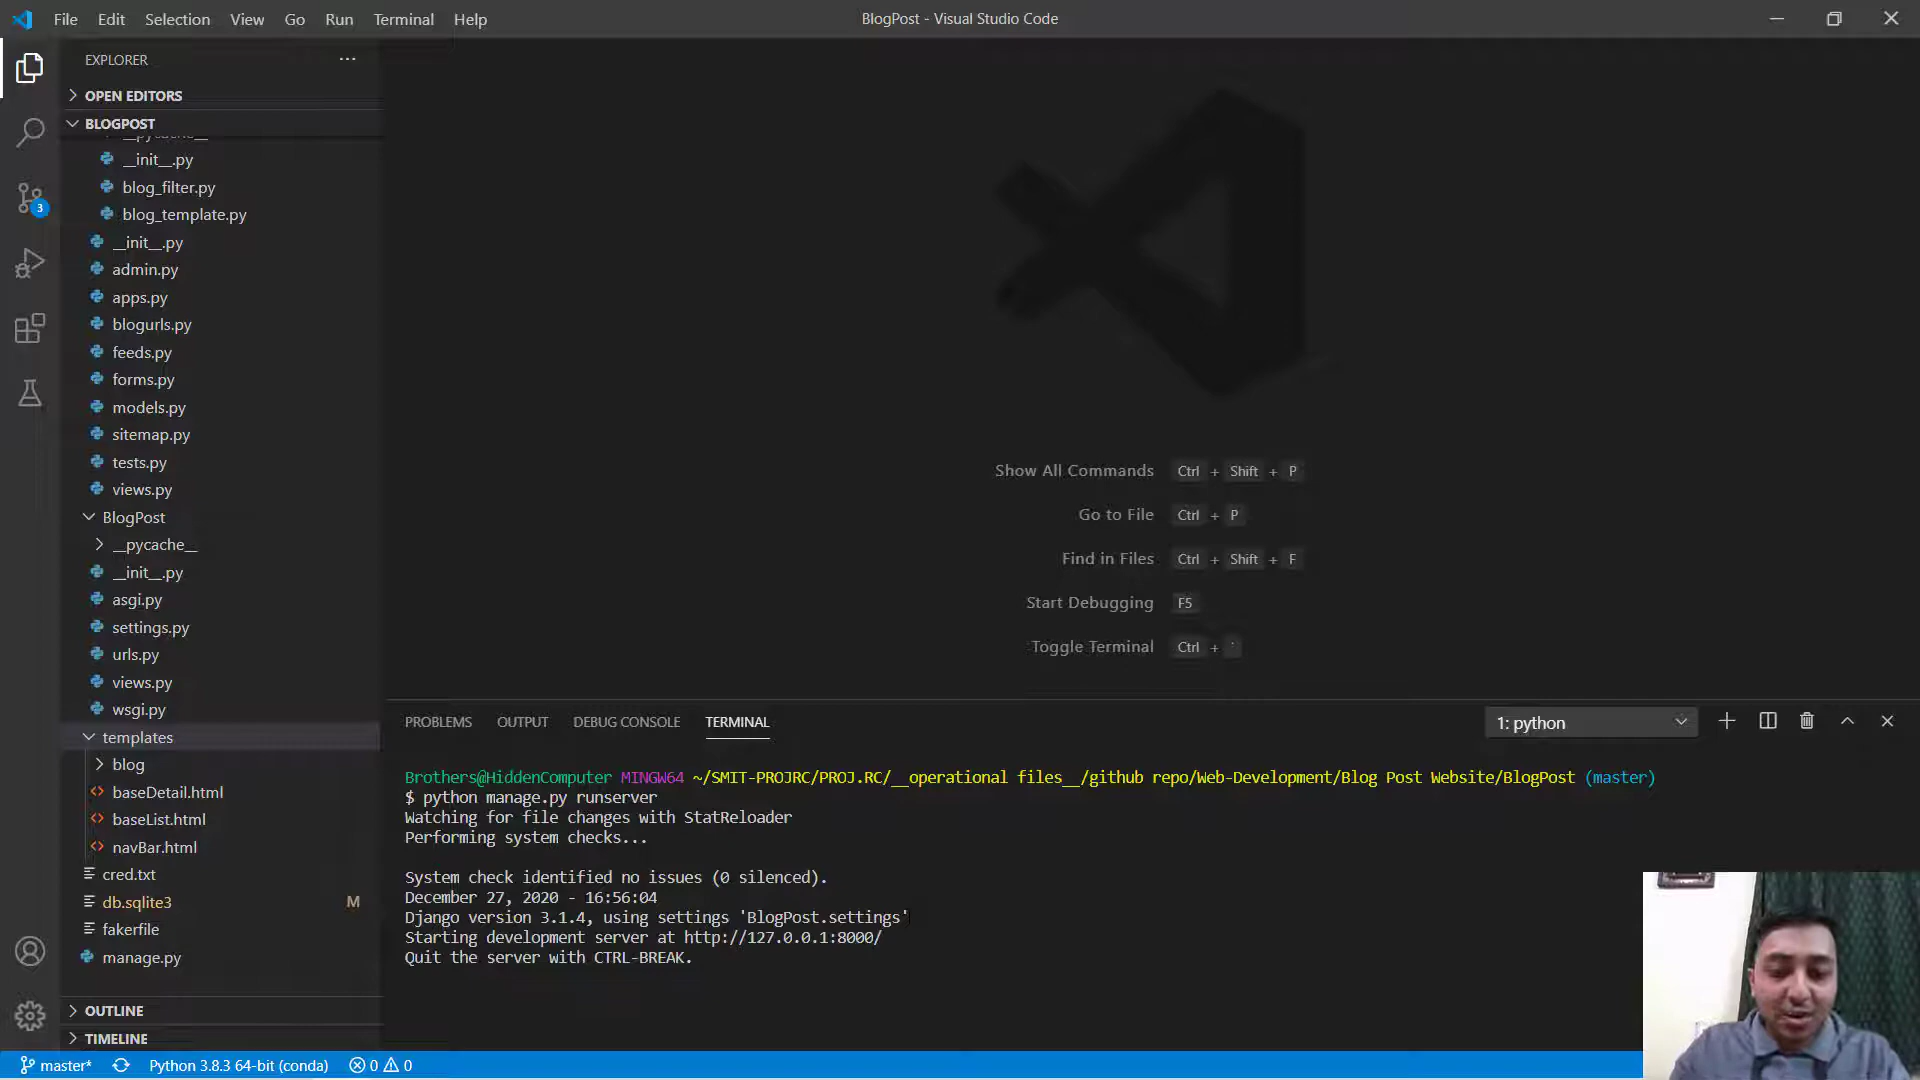 File Edit Selection View Go Run Terminal Help
BlogPost - Visual Studio Code
EXPLORER
OPEN EDITORS
BLOGPOST
__pycache__
__init__.py
blog_filter.py
blog_template.py
__init__.py
admin.py
apps.py
blogurls.py
feeds.py
forms.py
models.py
sitemap.py
tests.py
views.py
BlogPost
__pycache__
__init__.py
asgi.py
settings.py
urls.py
views.py
wsgi.py
templates
blog
baseDetail.html
baseList.html
navBar.html
cred.txt
db.sqlite3 M
fakerfile
manage.py
OUTLINE
TIMELINE
3
Show All Commands Ctrl + Shift + P
Go to File Ctrl + P
Find in Files Ctrl + Shift + F
Start Debugging F5
Toggle Terminal Ctrl + `
PROBLEMS OUTPUT DEBUG CONSOLE TERMINAL
1: python
Brothers@HiddenComputer MINGW64 ~/SMIT-PROJRC/PROJ.RC/__operational files__/github repo/Web-Development/Blog Post Website/BlogPost (master)
$ python manage.py runserver
Watching for file changes with StatReloader
Performing system checks...
System check identified no issues (0 silenced).
December 27, 2020 - 16:56:04
Django version 3.1.4, using settings 'BlogPost.settings'
Starting development server at http://127.0.0.1:8000/
Quit the server with CTRL-BREAK.
master* Python 3.8.3 64-bit (conda) 0 0